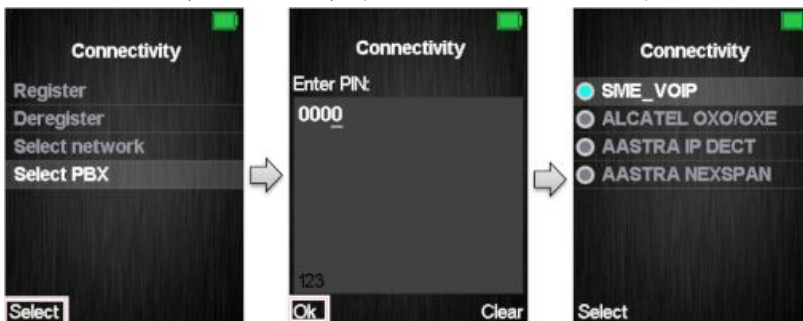 Connectivity
Register
Deregister
Select network
Select PBX
Select
Connectivity
Enter PIN:
0000
123
Ok Clear
Connectivity
SME_VOIP
ALCATEL OXO/OXE
AASTRA IP DECT
AASTRA NEXSPAN
Select